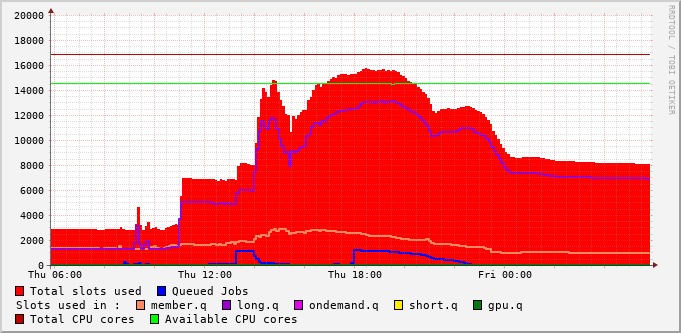 20000
18000
16000
14000
12000
10000
8000
6000
4000
2000
0
Thu 06:00 Thu 12:00 Thu 18:00 Fri 00:00
RRDTOOL / TOBI OETIKER
Total slots used Queued Jobs
Slots used in : member.q long.q ondemand.q short.q gpu.q
Total CPU cores Available CPU cores